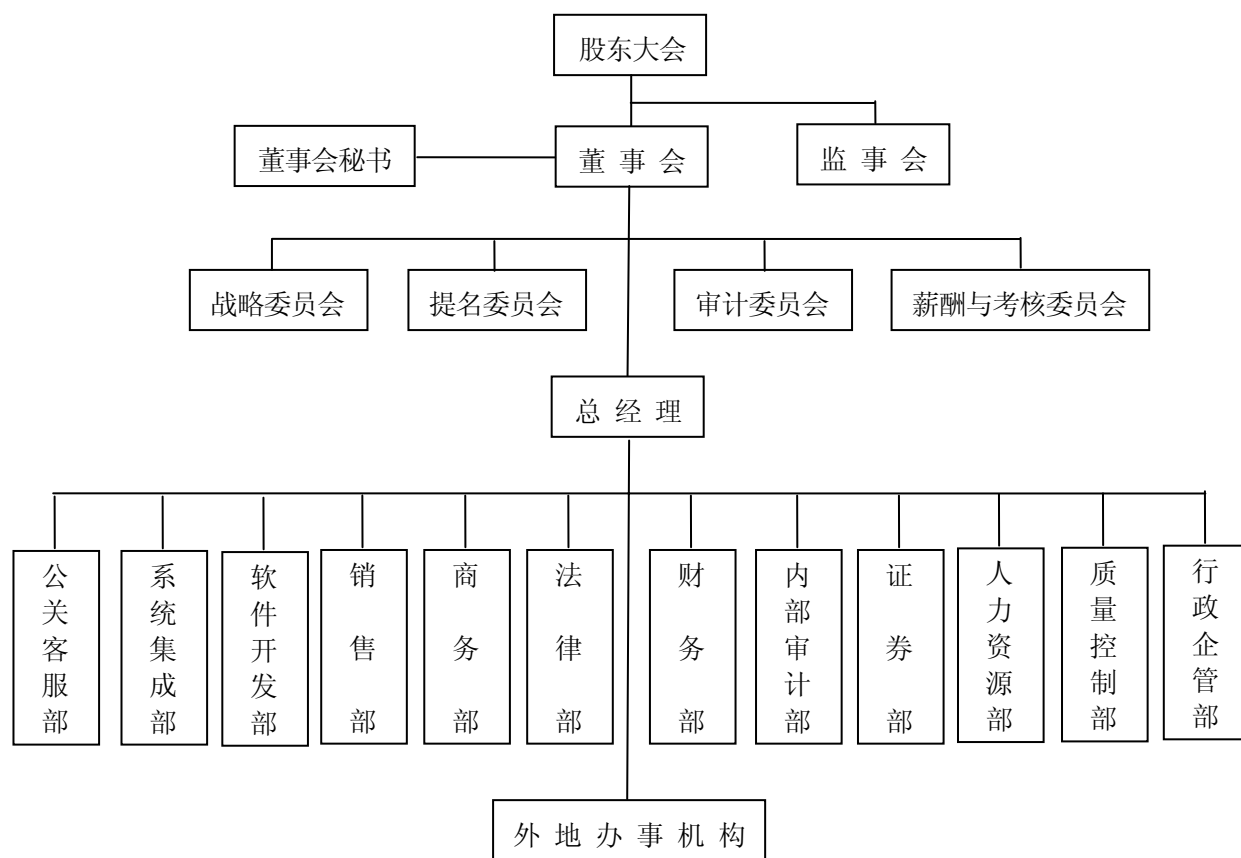 股东大会
董事会秘书
董事会
监事会
战略委员会
提名委员会
审计委员会
薪酬与考核委员会
总经理
公关客服部
系统集成部
软件开发部
销售部
商务部
法律部
财务部
内部审计部
证券部
人力资源部
质量控制部
行政企管部
外地办事机构